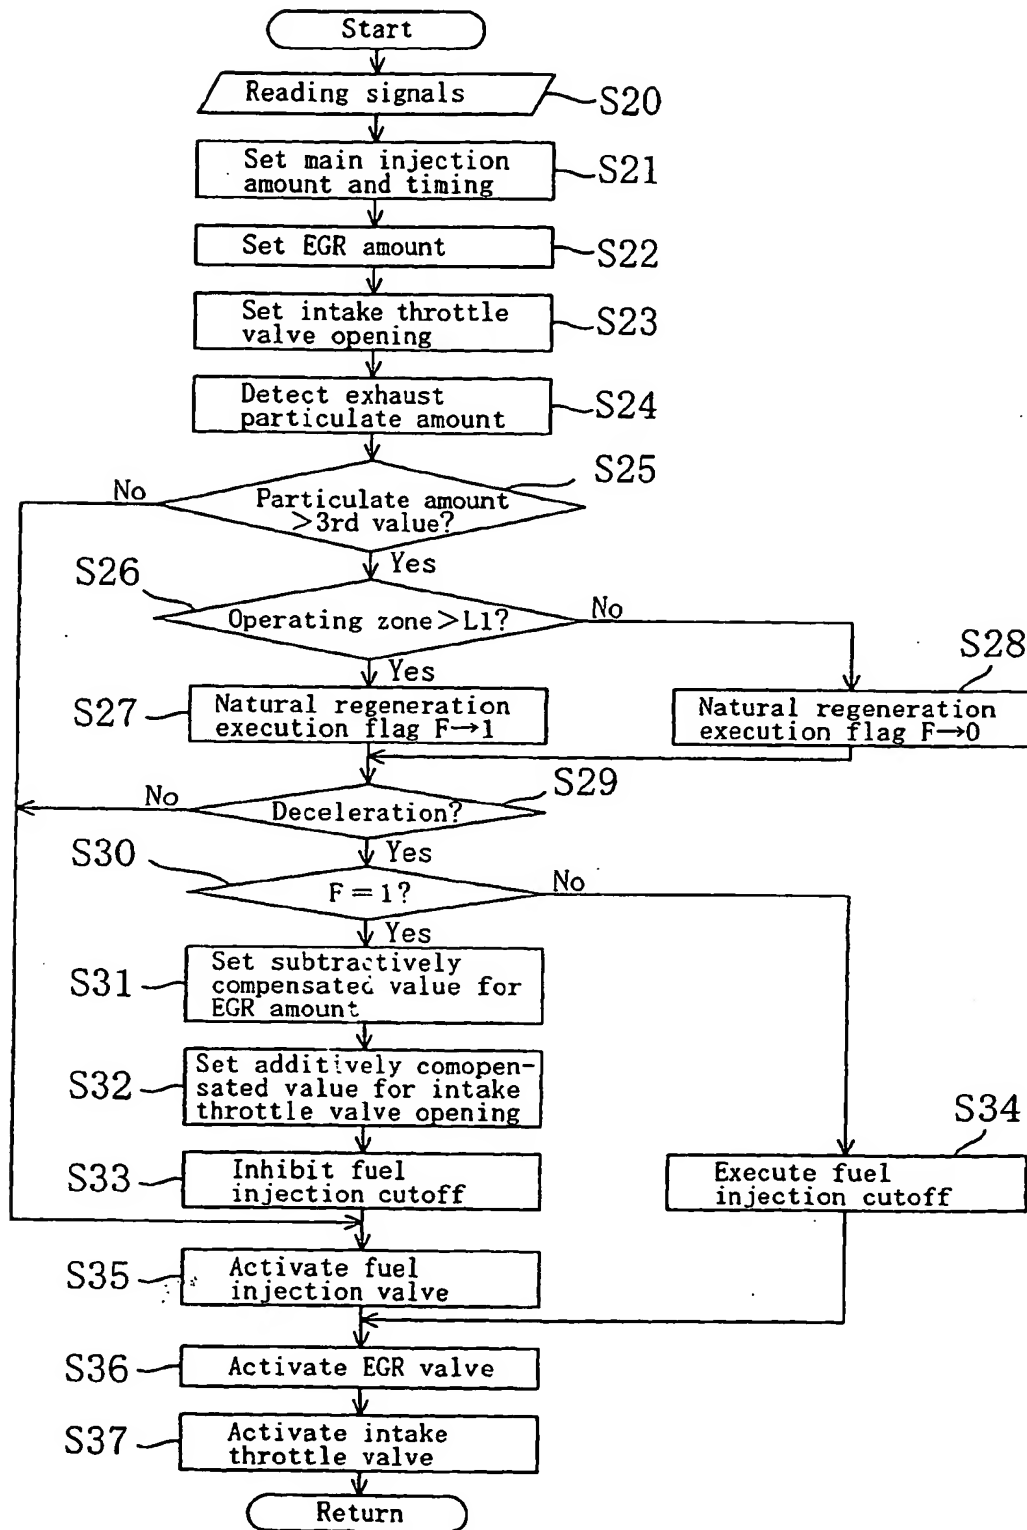 Start
Reading signals
S20
Set main injection
amount and timing
S21
Set EGR amount
S22
Set intake throttle
valve opening
S23
Detect exhaust
particulate amount
S24
S25
No
Particulate amount
>3rd value?
Yes
S26
Operating zone>L1?
No
Yes
S28
S27
Natural regeneration
execution flag F→1
Natural regeneration
execution flag F→0
S29
No
Deceleration?
Yes
S30
F=1?
No
Yes
S31
Set subtractively
compensated value for
EGR amount
S32
Set additively comopen-
sated value for intake
throttle valve opening
S34
S33
Inhibit fuel
injection cutoff
Execute fuel
injection cutoff
S35
Activate fuel
injection valve
S36
Activate EGR valve
S37
Activate intake
throttle valve
Return